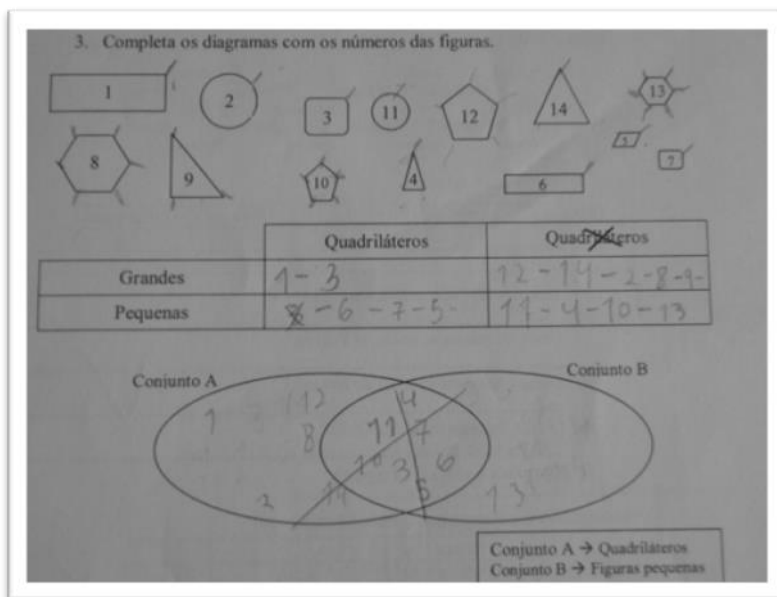 3. Completa os diagramas com os números das figuras.
1 2 3 11 12 14 13
5
7
8 9 10 4 6
Quadriláteros Quadriláteros
Grandes 1 - 3 12 - 14 - 2 - 8 - 9 -
Pequenas - 6 - 7 - 5 - 11 - 4 - 10 - 13
Conjunto A Conjunto B
1 12 4
8 11 7
10 3 6
2 14 5 13
Conjunto A → Quadriláteros
Conjunto B → Figuras pequenas